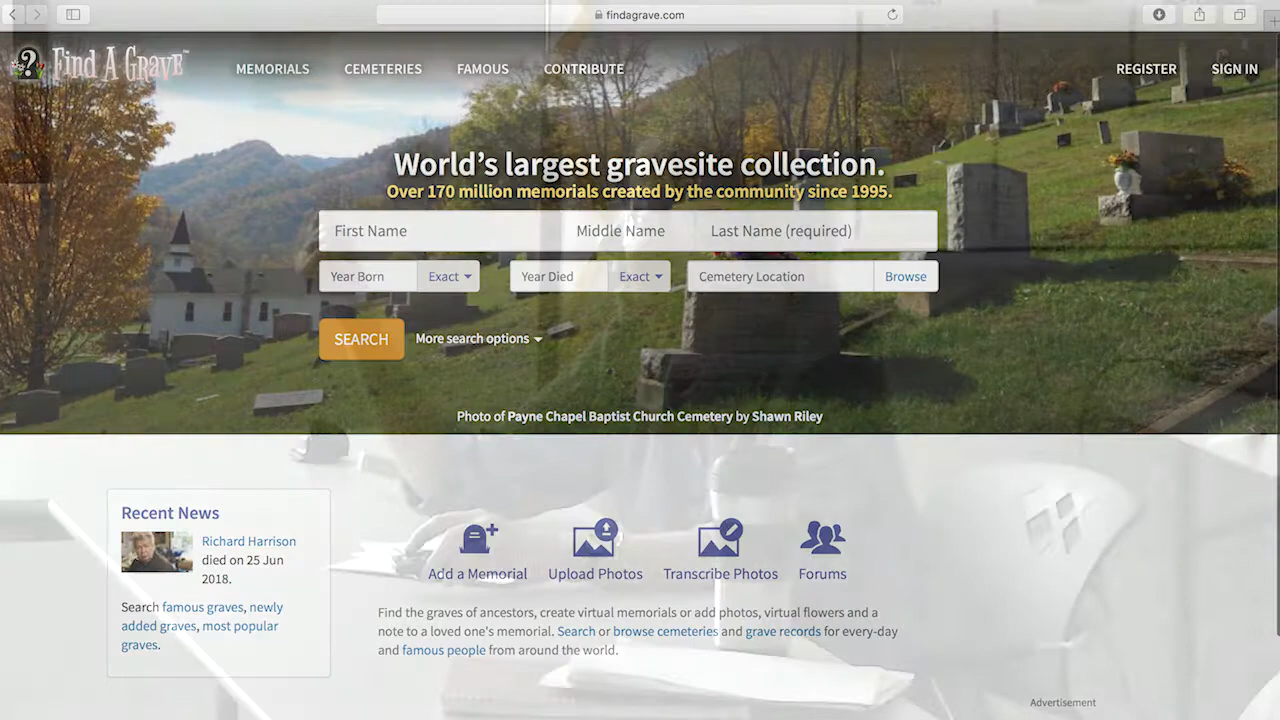 findagrave.com
Find A Grave™
MEMORIALS CEMETERIES FAMOUS CONTRIBUTE REGISTER SIGN IN
World's largest gravesite collection.
Over 170 million memorials created by the community since 1995.
First Name Middle Name Last Name (required)
Year Born Exact Year Died Exact Cemetery Location Browse
SEARCH More search options
Photo of Payne Chapel Baptist Church Cemetery by Shawn Riley
Recent News
Richard Harrison
died on 25 Jun
2018.
Search famous graves, newly
added graves, most popular
graves.
Add a Memorial Upload Photos Transcribe Photos Forums
Find the graves of ancestors, create virtual memorials or add photos, virtual flowers and a
note to a loved one's memorial. Search or browse cemeteries and grave records for every-day
and famous people from around the world.
Advertisement